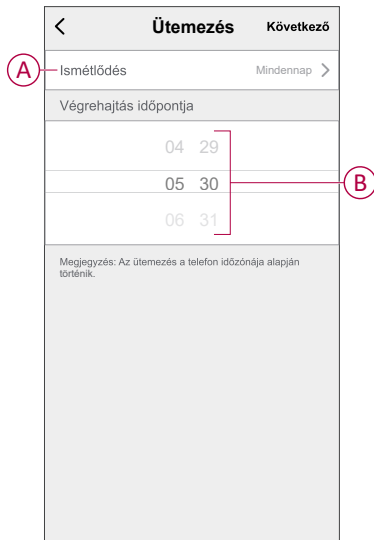 Ütemezés Következő
A Ismétlődés Mindennap
Végrehajtás időpontja
04 29
05 30
B
06 31
Megjegyzés: Az ütemezés a telefon időzónája alapján
történik.